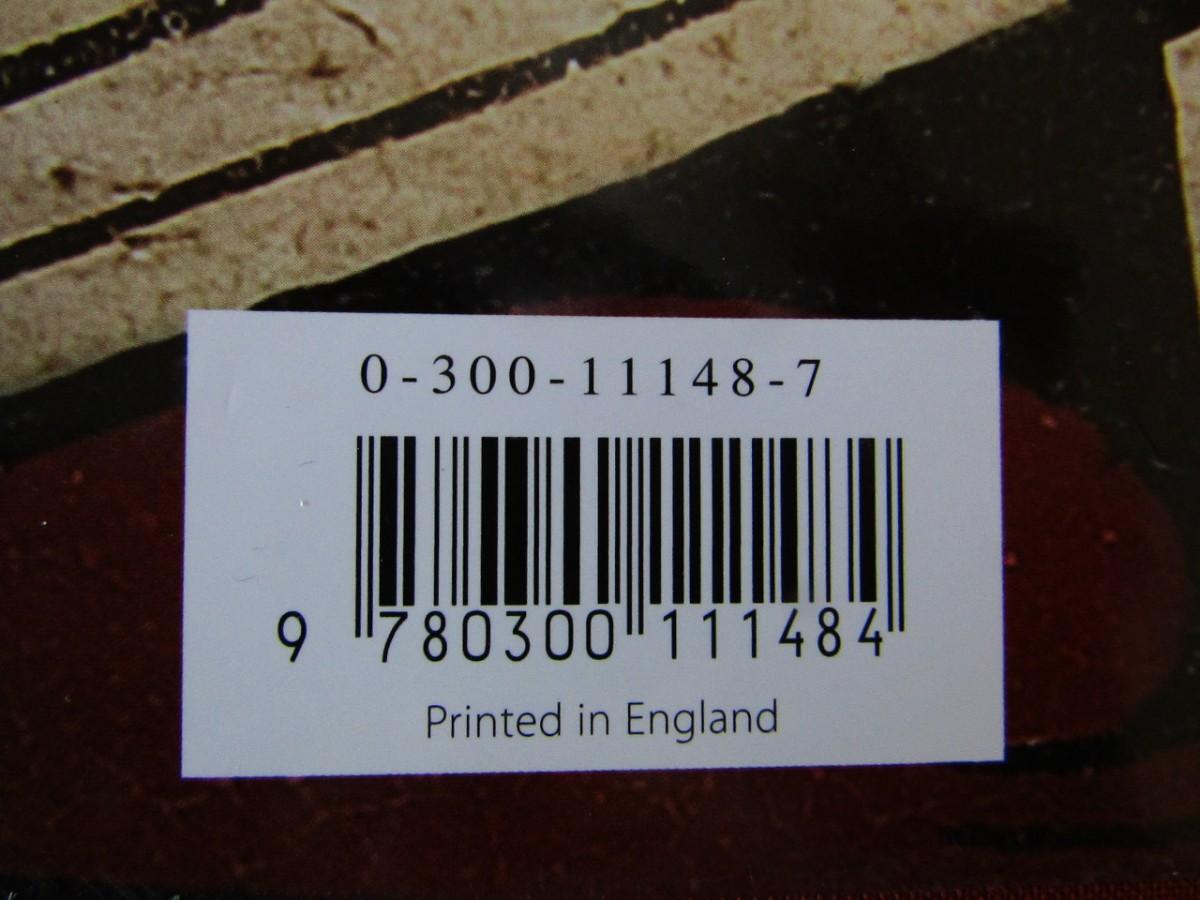 0-300-11148-7
9 780300 111484
Printed in England